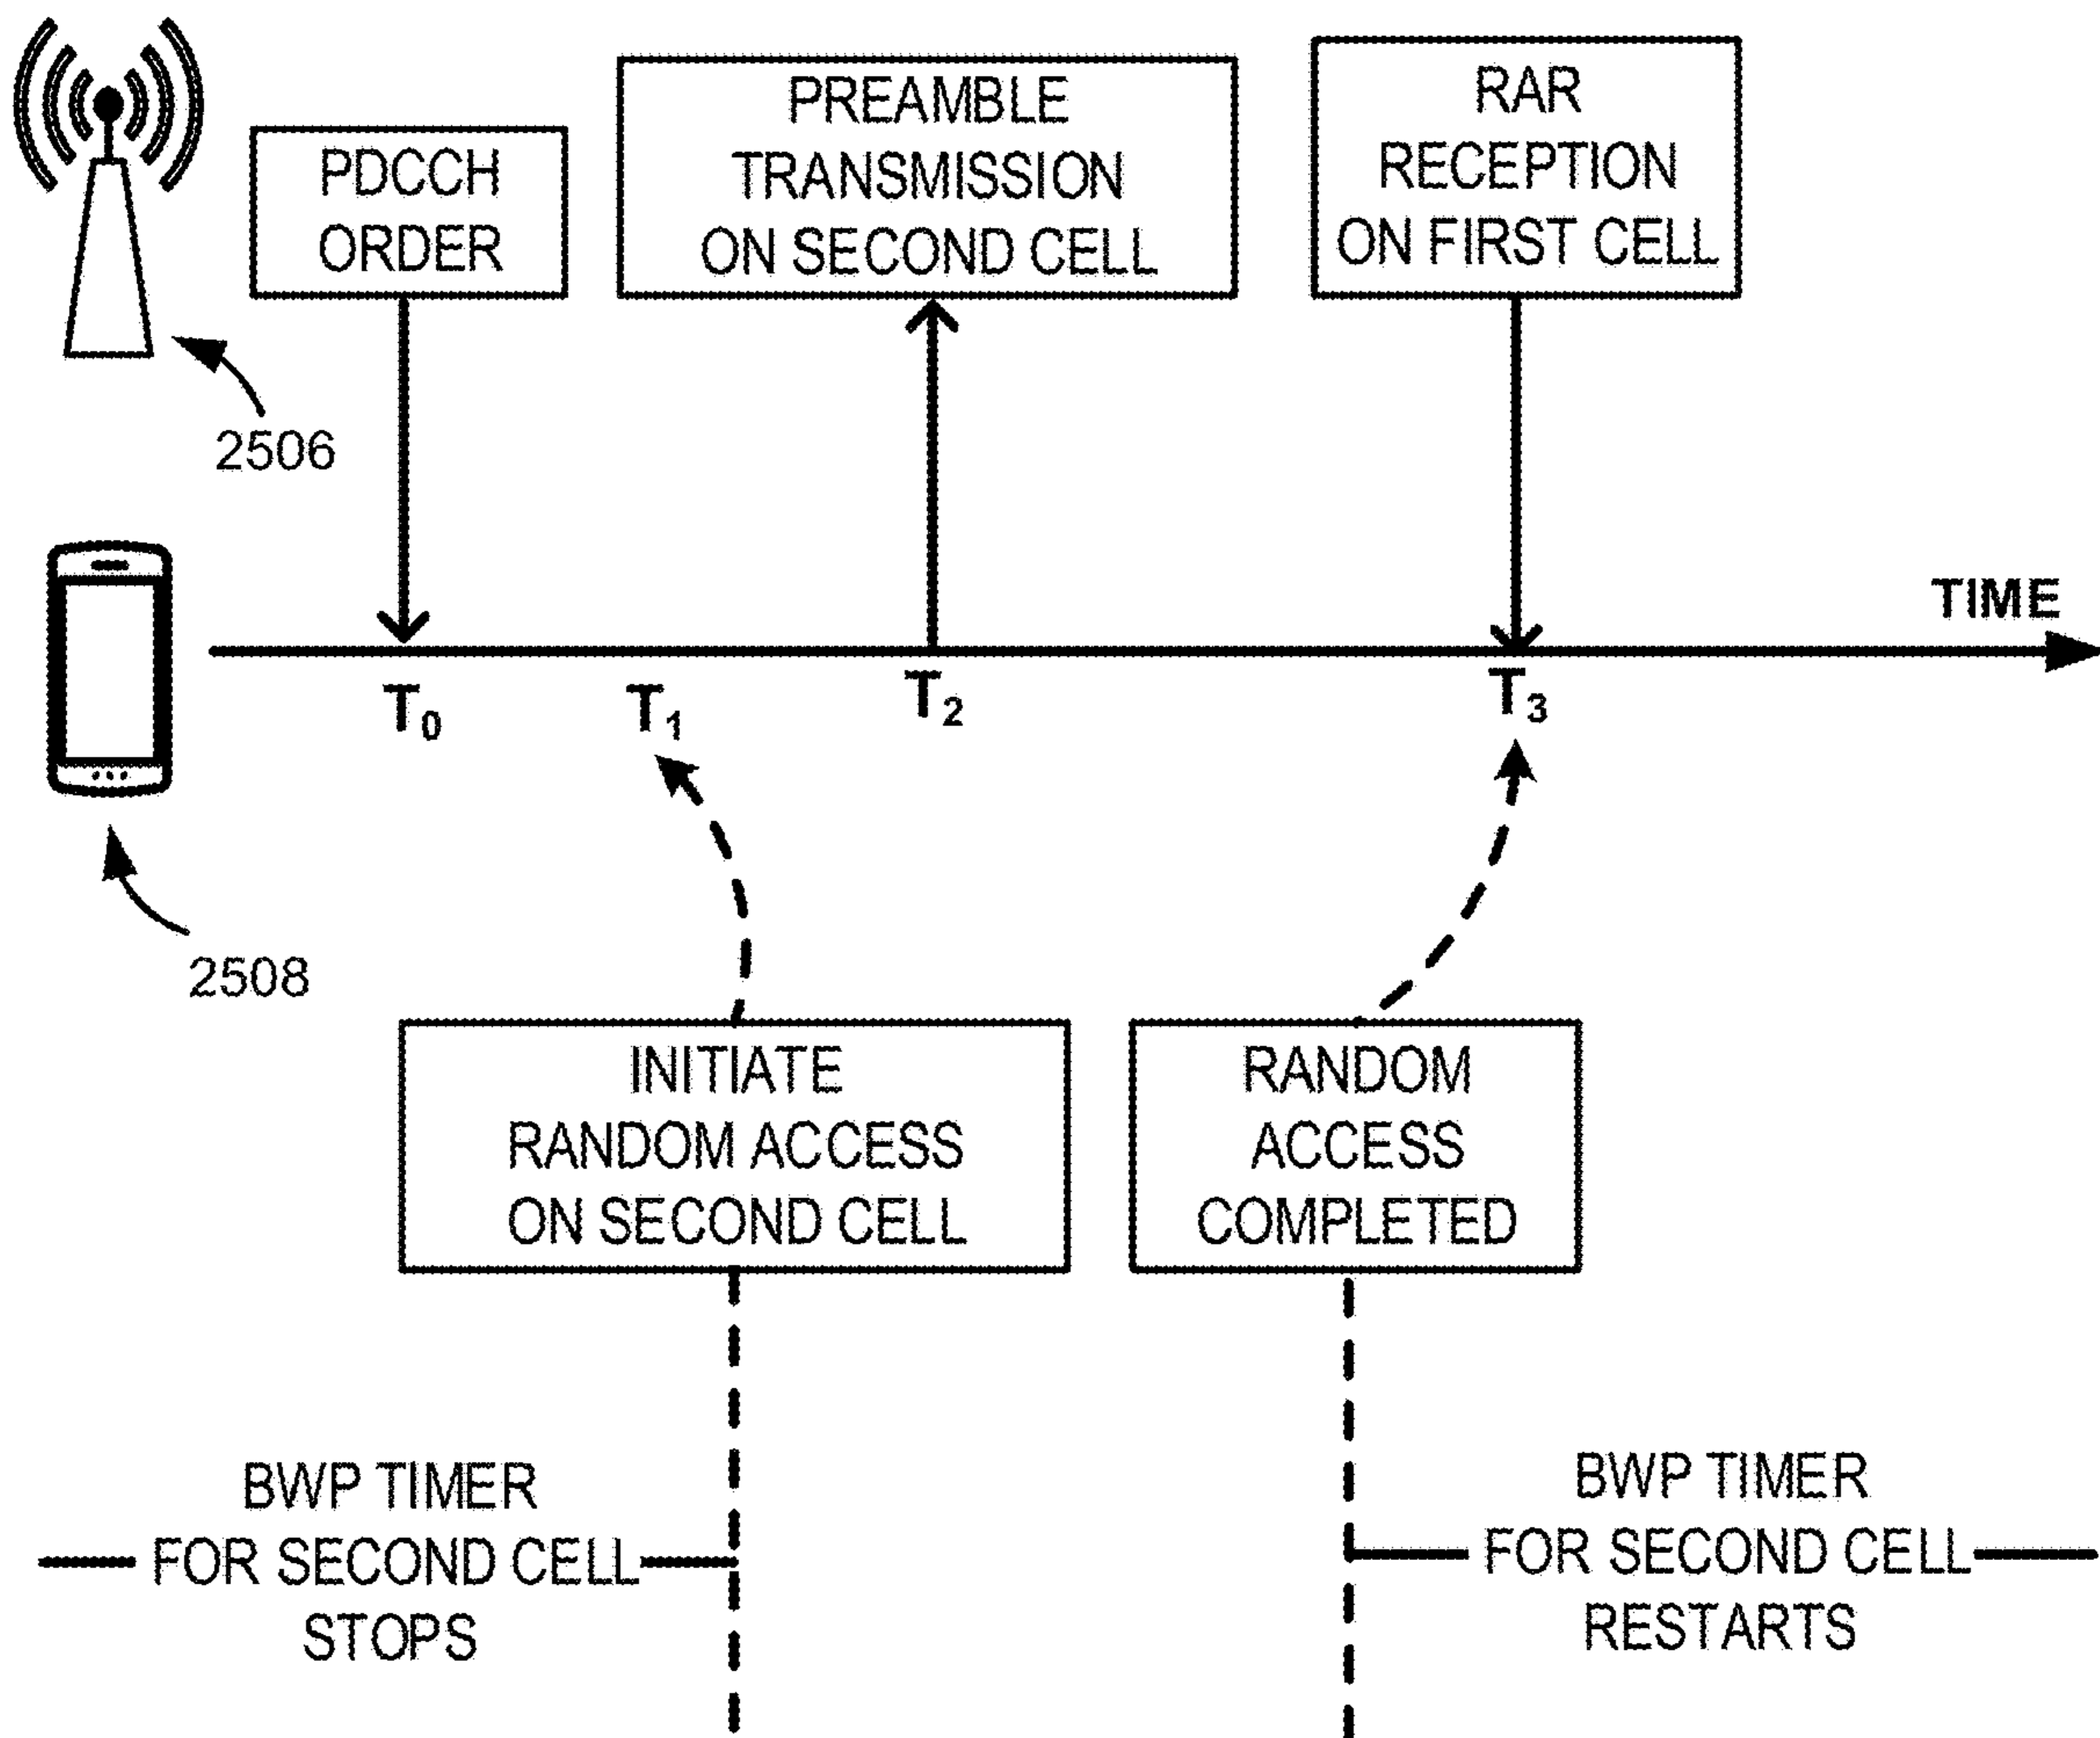 PDCCH
ORDER
PREAMBLE
TRANSMISSION
ON SECOND CELL
RAR
RECEPTION
ON FIRST CELL
2506
TIME
T₀
T₁
T₂
T₃
2508
INITIATE
RANDOM ACCESS
ON SECOND CELL
RANDOM
ACCESS
COMPLETED
BWP TIMER
FOR SECOND CELL
STOPS
BWP TIMER
FOR SECOND CELL
RESTARTS